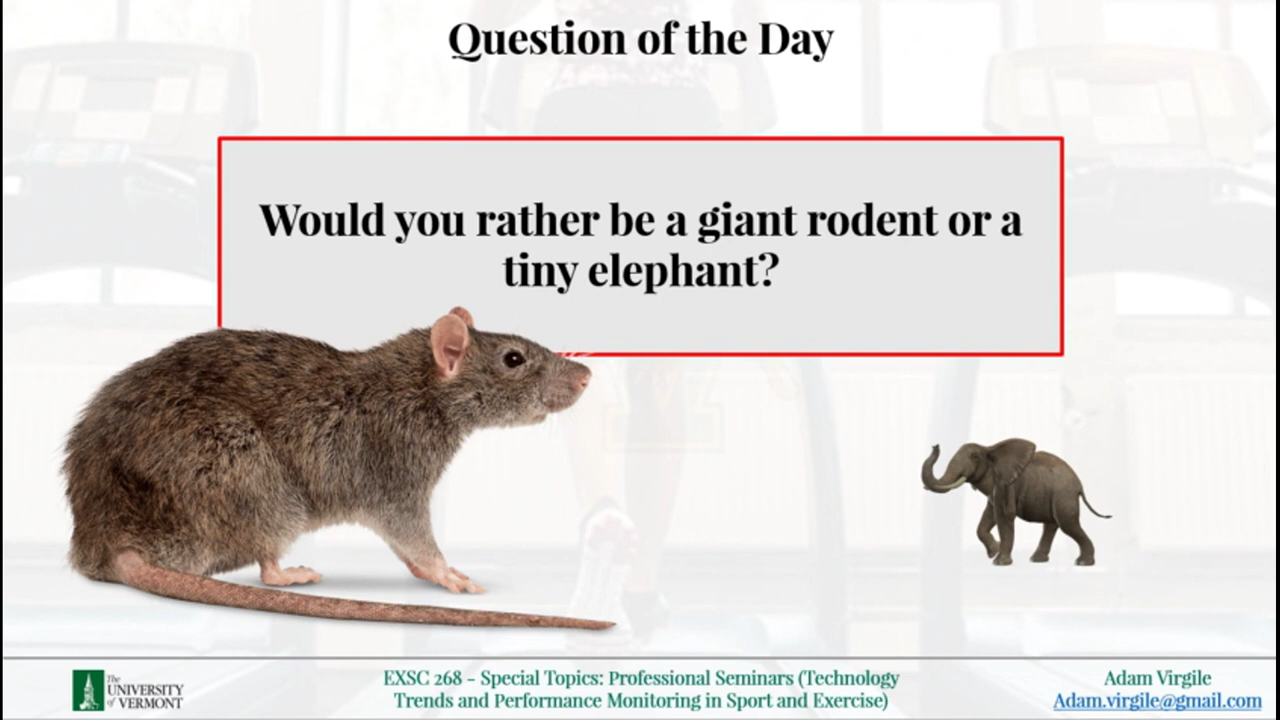 Question of the Day
Would you rather be a giant rodent or a
tiny elephant?
The
UNIVERSITY
of VERMONT
EXSC 268 – Special Topics: Professional Seminars (Technology
Trends and Performance Monitoring in Sport and Exercise)
Adam Virgile
Adam.virgile@gmail.com